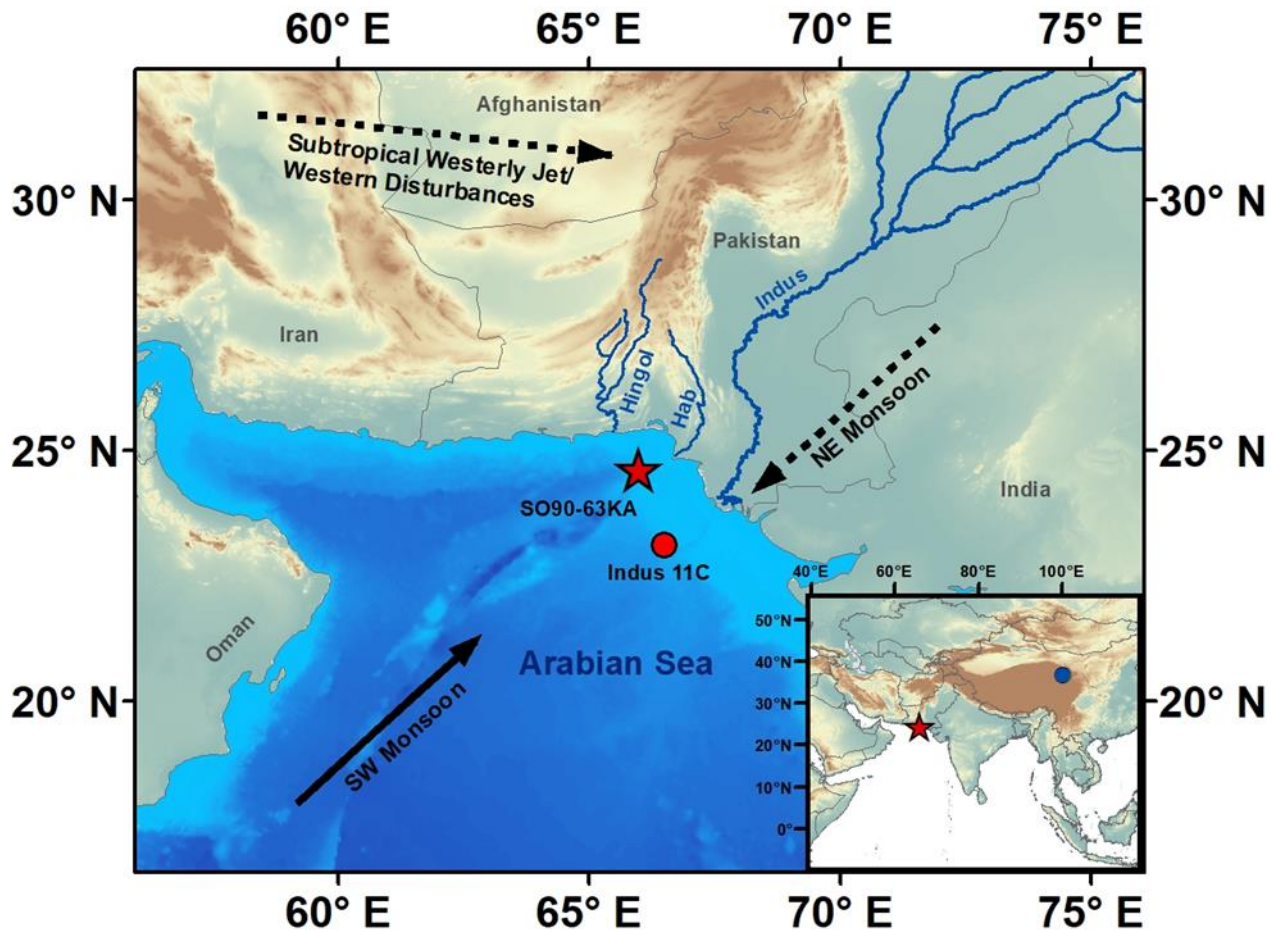 60° E 65° E 70° E 75° E
Afghanistan
Subtropical Westerly Jet/
Western Disturbances
30° N 30° N
Pakistan
Indus
Iran
Hingol
Hab
NE Monsoon
25° N 25° N
SO90-63KA
India
Indus 11C
Oman
Arabian Sea
SW Monsoon
20° N 20° N
40°E 60°E 80°E 100°E
50°N
40°N
30°N
20°N
10°N
0°
60° E 65° E 70° E 75° E